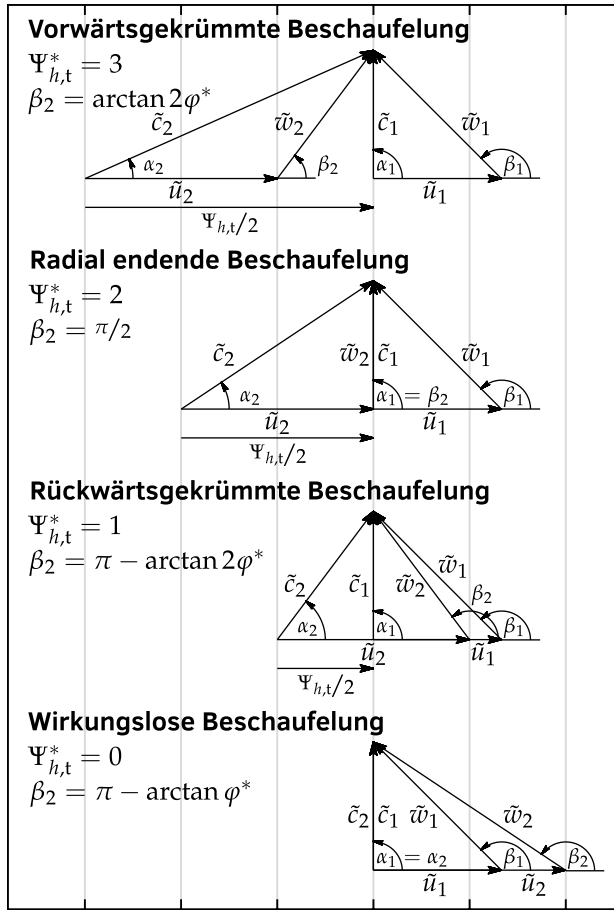 Vorwärtsgekrümmte Beschaufelung
Ψ*h,t = 3
β2 = arctan 2φ*
c̃2 w̃2 c̃1 w̃1
α2 β2 α1 β1
ũ2 ũ1
Ψh,t/2
Radial endende Beschaufelung
Ψ*h,t = 2
β2 = π/2
c̃2 w̃2 c̃1 w̃1
α2 α1 = β2 β1
ũ2 ũ1
Ψh,t/2
Rückwärtsgekrümmte Beschaufelung
Ψ*h,t = 1
β2 = π − arctan 2φ*
c̃2 c̃1 w̃2 w̃1
β2
α2 α1 β1
ũ2 ũ1
Ψh,t/2
Wirkungslose Beschaufelung
Ψ*h,t = 0
β2 = π − arctan φ*
c̃2 c̃1 w̃1 w̃2
α1 = α2 β1 β2
ũ1 ũ2